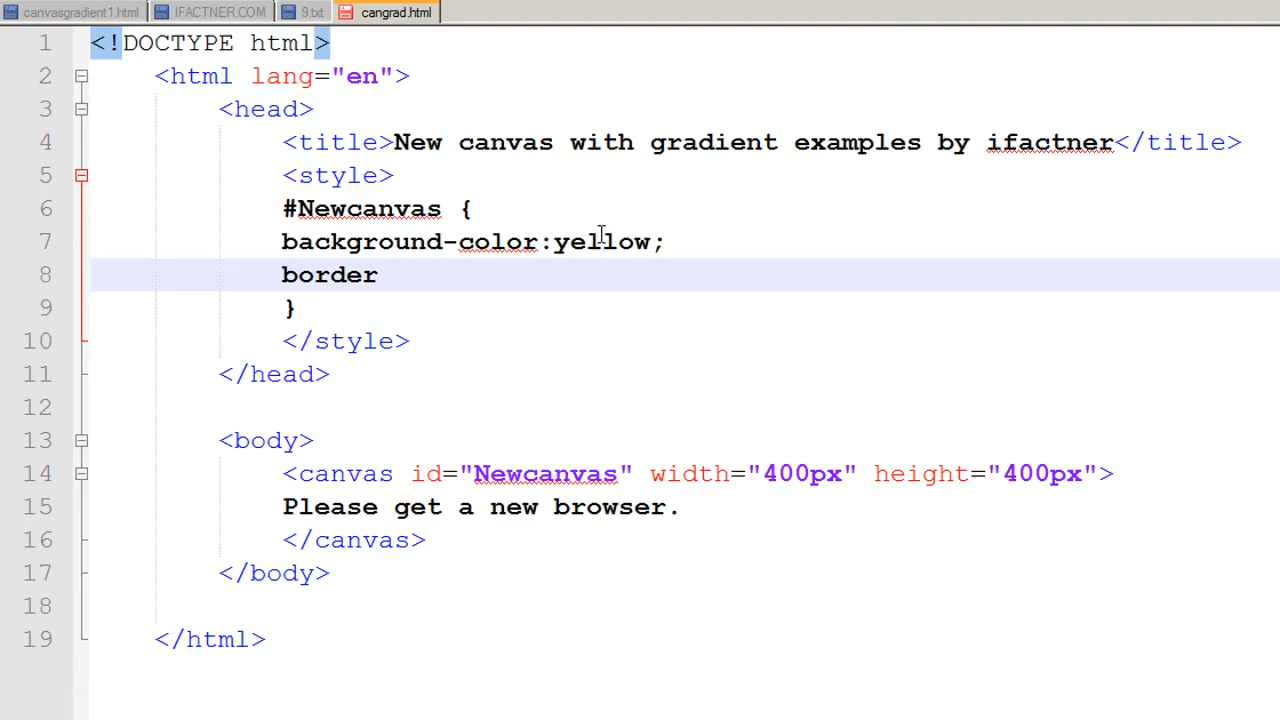 canvasgradient1.html IFACTNER.COM 9.txt cangrad.html
1 <!DOCTYPE html>
2 <html lang="en">
3 <head>
4 <title>New canvas with gradient examples by ifactner</title>
5 <style>
6 #Newcanvas {
7 background-color:yellow;
8 border
9 }
10 </style>
11 </head>
12
13 <body>
14 <canvas id="Newcanvas" width="400px" height="400px">
15 Please get a new browser.
16 </canvas>
17 </body>
18
19 </html>